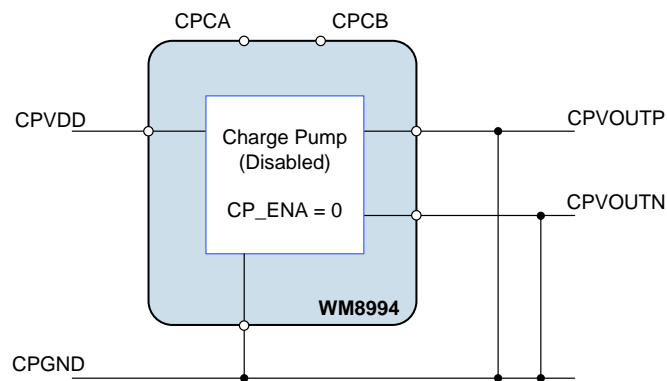 CPCA
CPCB
CPVDD
Charge Pump
(Disabled)
CP_ENA = 0
CPVOUTP
CPVOUTN
WM8994
CPGND